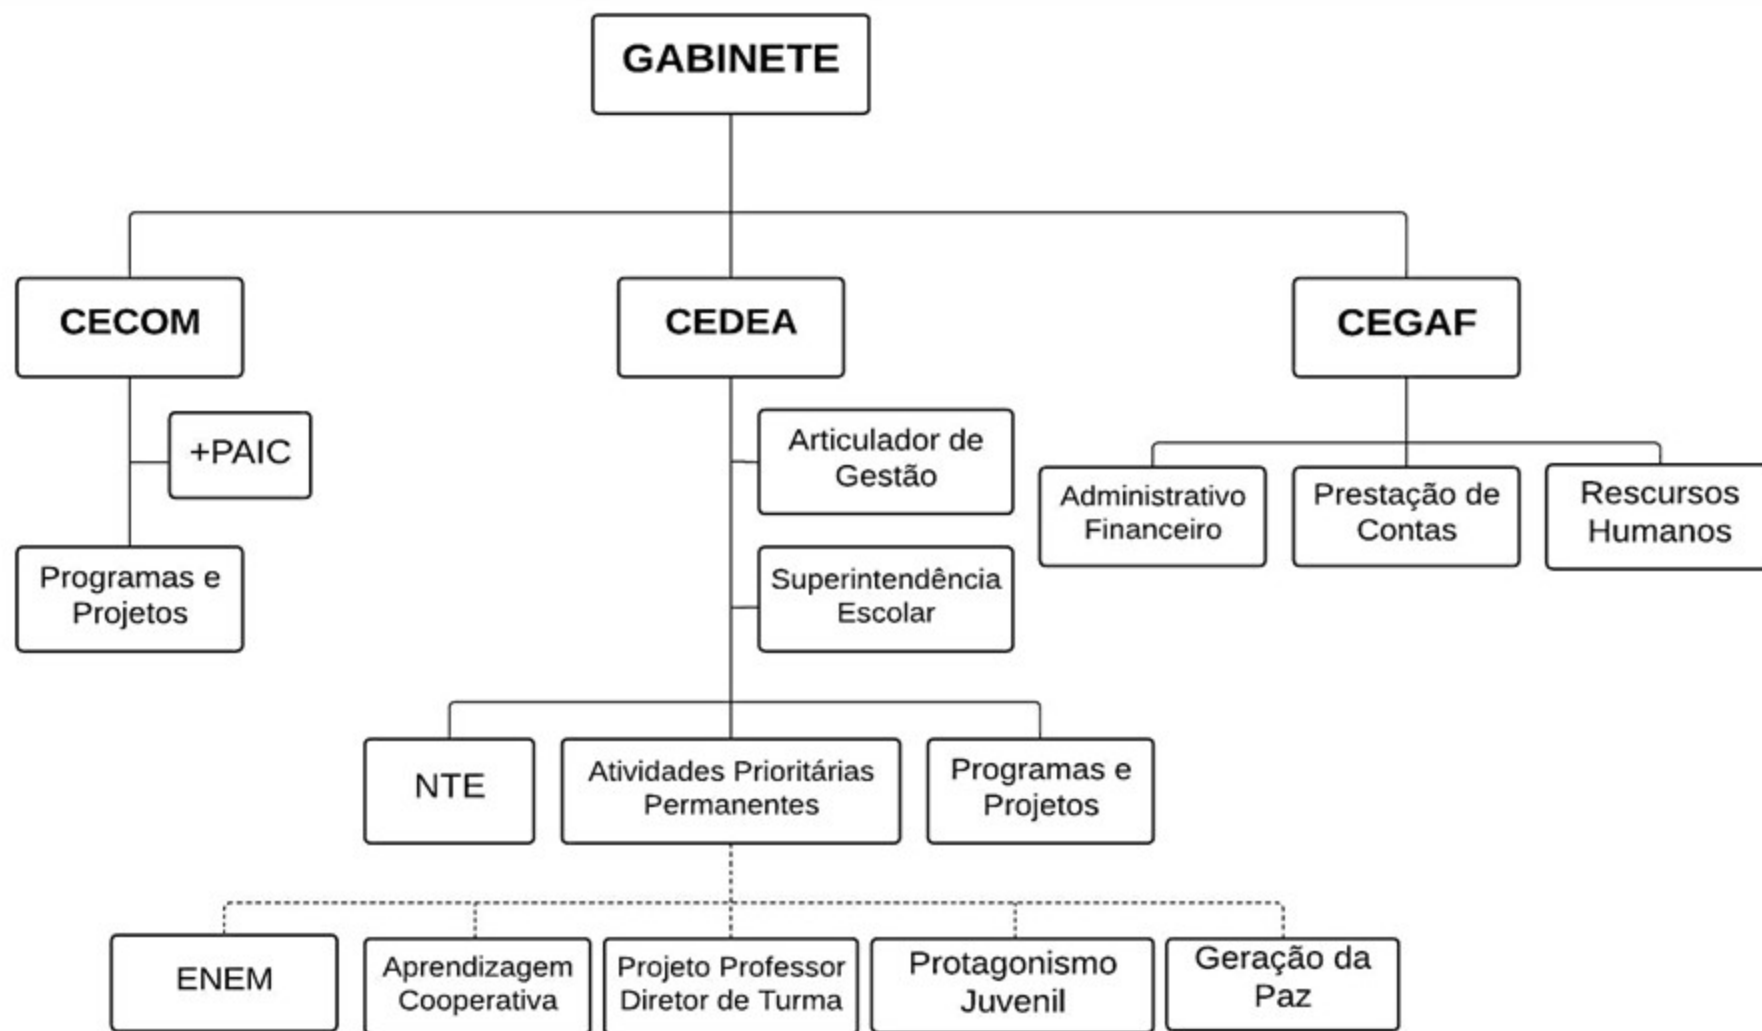 GABINETE
CECOM
CEDEA
CEGAF
+PAIC
Articulador de
Gestão
Administrativo
Financeiro
Prestação de
Contas
Rescursos
Humanos
Programas e
Projetos
Superintendência
Escolar
NTE
Atividades Prioritárias
Permanentes
Programas e
Projetos
ENEM
Aprendizagem
Cooperativa
Projeto Professor
Diretor de Turma
Protagonismo
Juvenil
Geração da
Paz